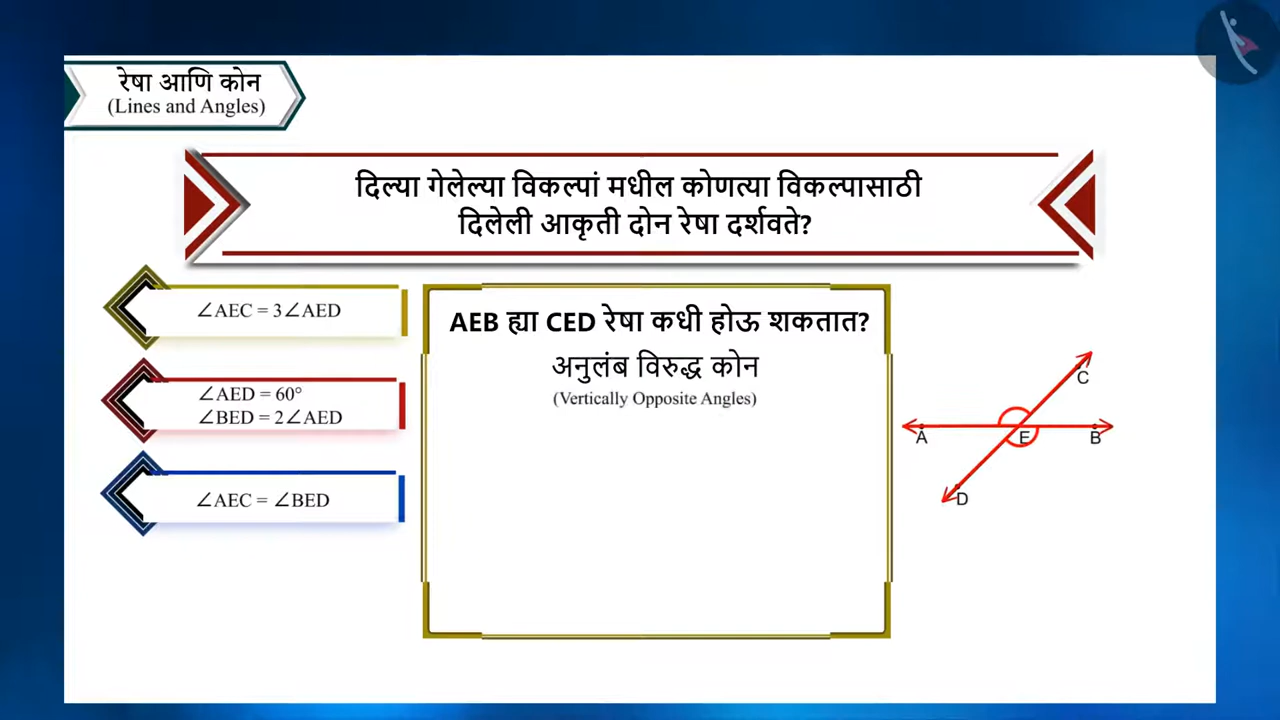 रेषा आणि कोन
(Lines and Angles)
दिल्या गेलेल्या विकल्पां मधील कोणत्या विकल्पासाठी
दिलेली आकृती दोन रेषा दर्शवते?
∠AEC = 3∠AED
∠AED = 60°
∠BED = 2∠AED
∠AEC = ∠BED
AEB ह्या CED रेषा कधी होऊ शकतात?
अनुलंब विरुद्ध कोन
(Vertically Opposite Angles)
C
A
E
B
D